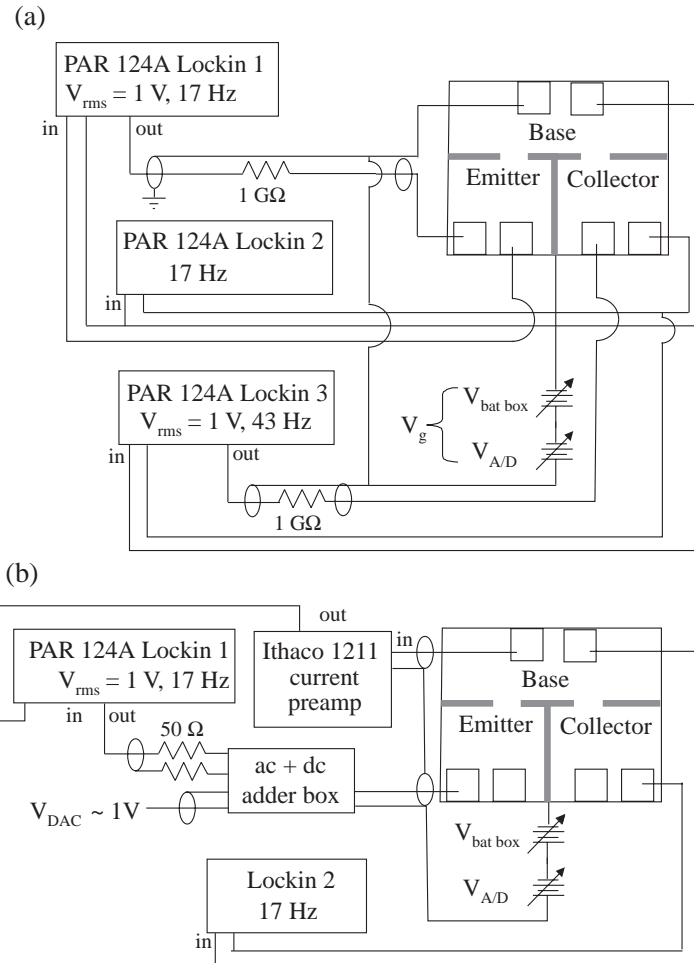 (a)
PAR 124A Lockin 1
V_rms = 1 V, 17 Hz
in
out
1 GΩ
Base
Emitter
Collector
PAR 124A Lockin 2
17 Hz
in
PAR 124A Lockin 3
V_rms = 1 V, 43 Hz
in
out
1 GΩ
V_g
V_bat box
V_A/D
(b)
PAR 124A Lockin 1
V_rms = 1 V, 17 Hz
in
out
out
Ithaco 1211
current
preamp
in
Base
Emitter
Collector
50 Ω
ac + dc
adder box
V_DAC ~ 1V
V_bat box
V_A/D
Lockin 2
17 Hz
in